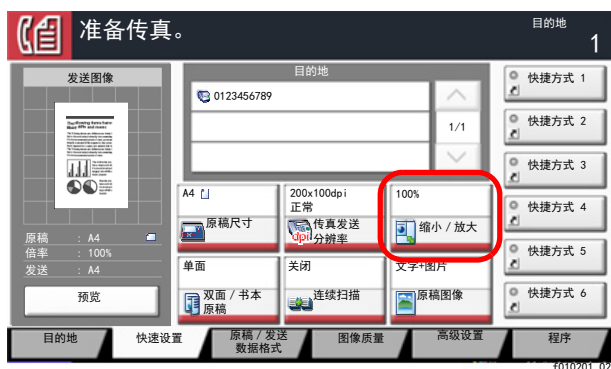 准备传真。
目的地
1
发送图像
原稿 : A4
倍率 : 100%
发送 : A4
预览
目的地
0123456789
1/1
A4
原稿尺寸
200x100dpi
正常
传真发送
分辨率
100%
缩小 / 放大
单面
双面 / 书本
原稿
关闭
连续扫描
文字+图片
原稿图像
快捷方式 1
快捷方式 2
快捷方式 3
快捷方式 4
快捷方式 5
快捷方式 6
目的地
快速设置
原稿 / 发送
数据格式
图像质量
高级设置
程序
f010201_02